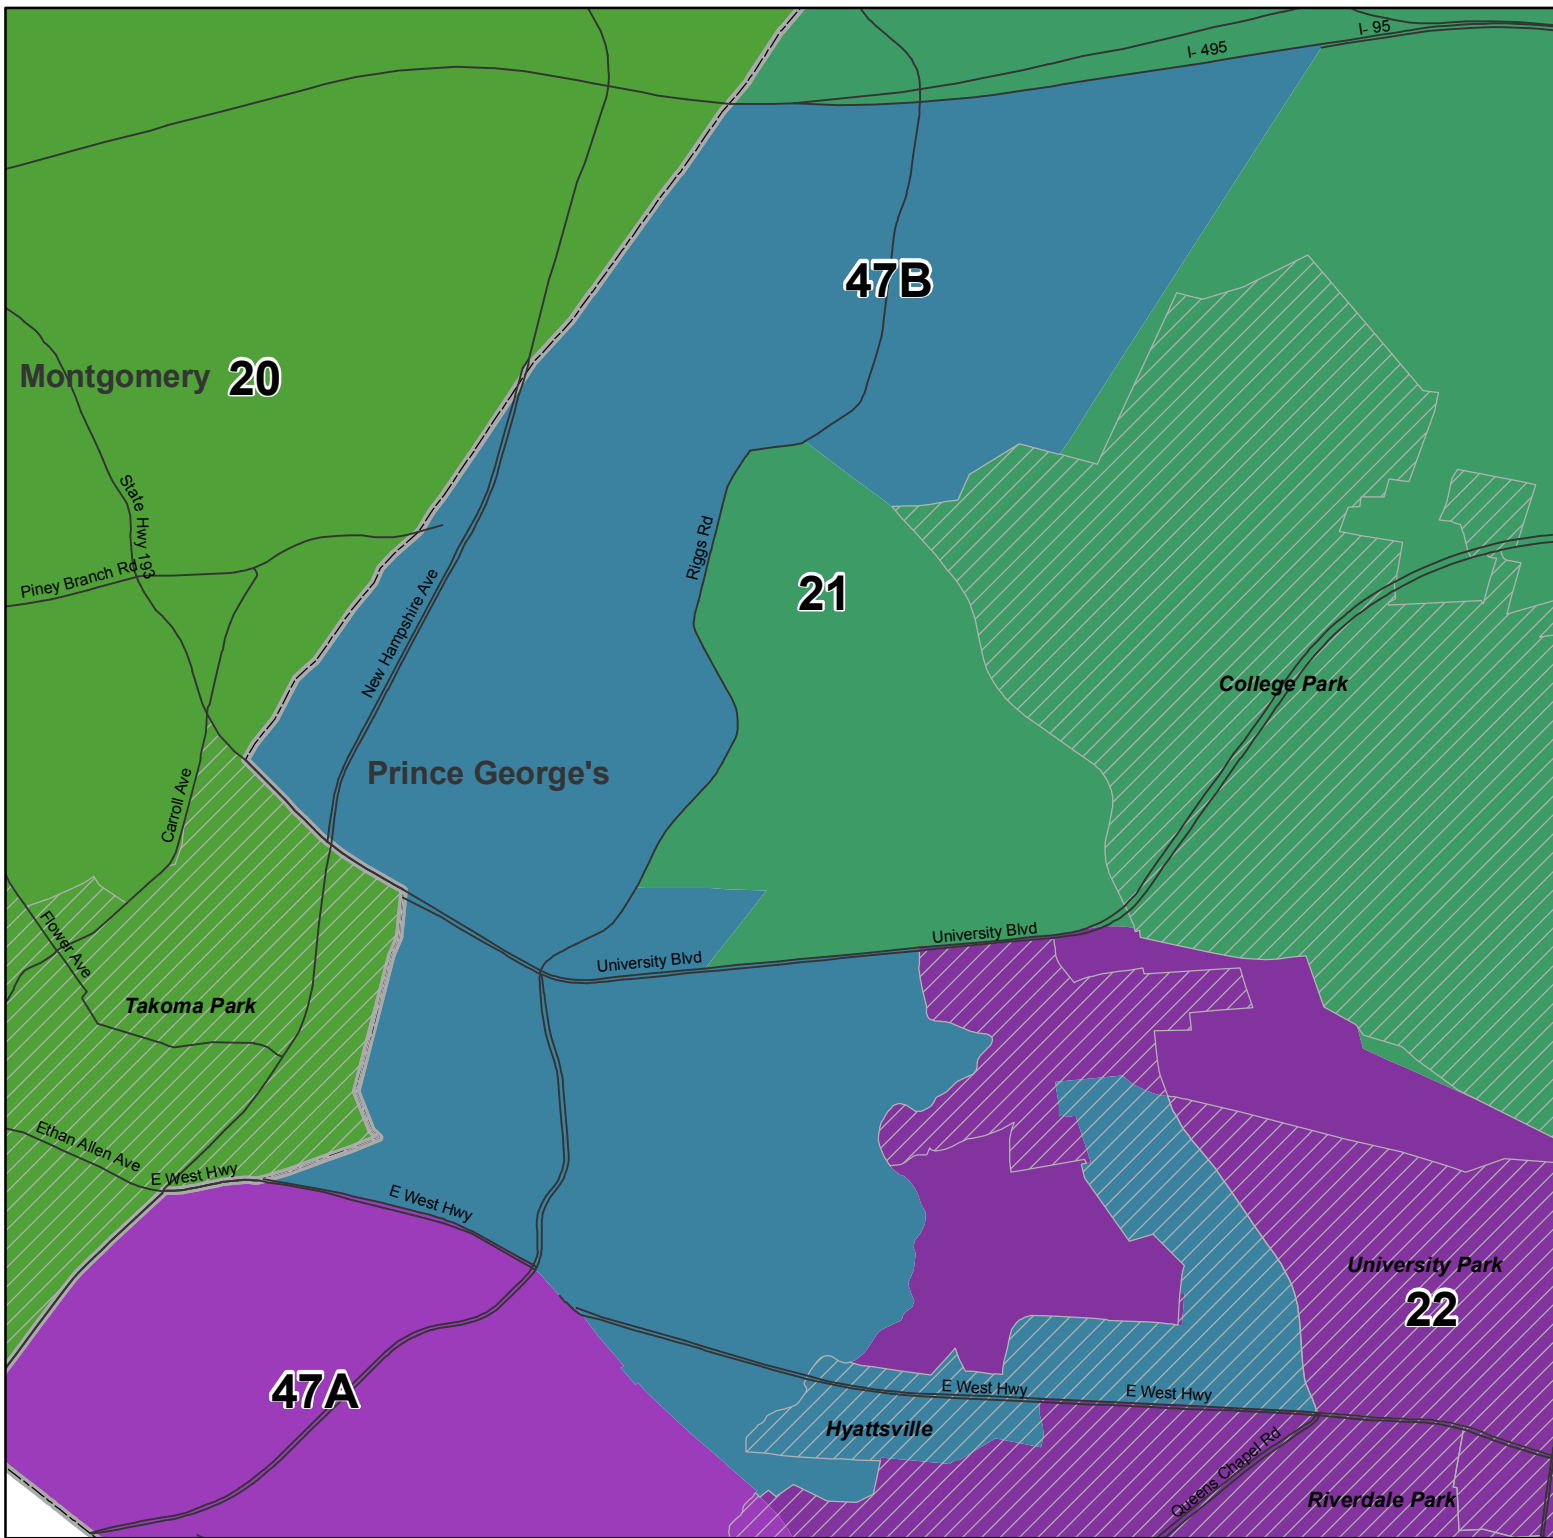 I- 95
I- 495
47B
Montgomery 20
State Hwy 193
Piney Branch Rd
Riggs Rd
New Hampshire Ave
21
College Park
Prince George's
Carroll Ave
Flower Ave
University Blvd
University Blvd
Takoma Park
Ethan Allen Ave
E West Hwy
E West Hwy
University Park
22
47A
E West Hwy
E West Hwy
Hyattsville
Queens Chapel Rd
Riverdale Park